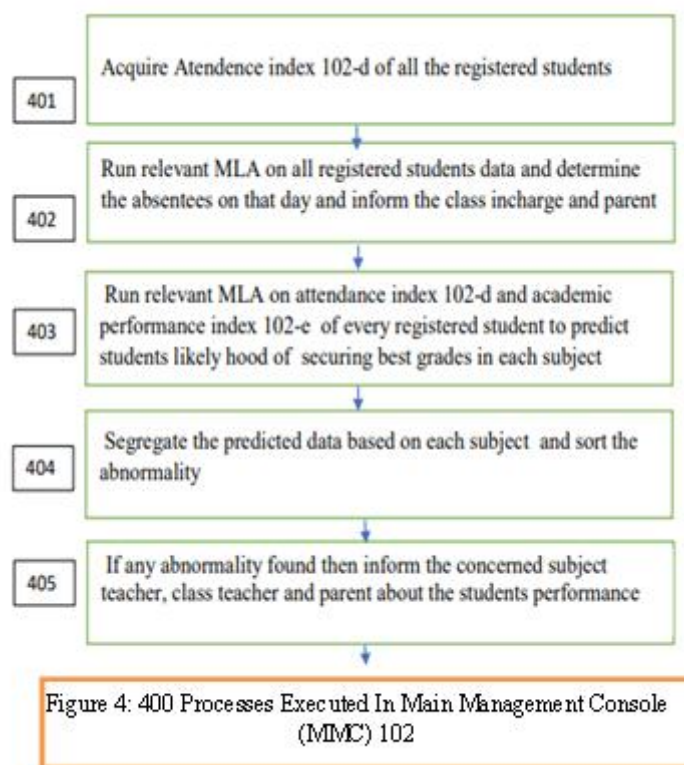 Acquire Atendence index 102-d of all the registered students
401
Run relevant MLA on all registered students data and determine
the absentees on that day and inform the class incharge and parent
402
Run relevant MLA on attendance index 102-d and academic
performance index 102-e of every registered student to predict
students likely hood of securing best grades in each subject
403
Segregate the predicted data based on each subject and sort the
abnormality
404
If any abnormality found then inform the concerned subject
teacher, class teacher and parent about the students performance
405
Figure 4: 400 Processes Executed In Main Management Console
(MMC) 102